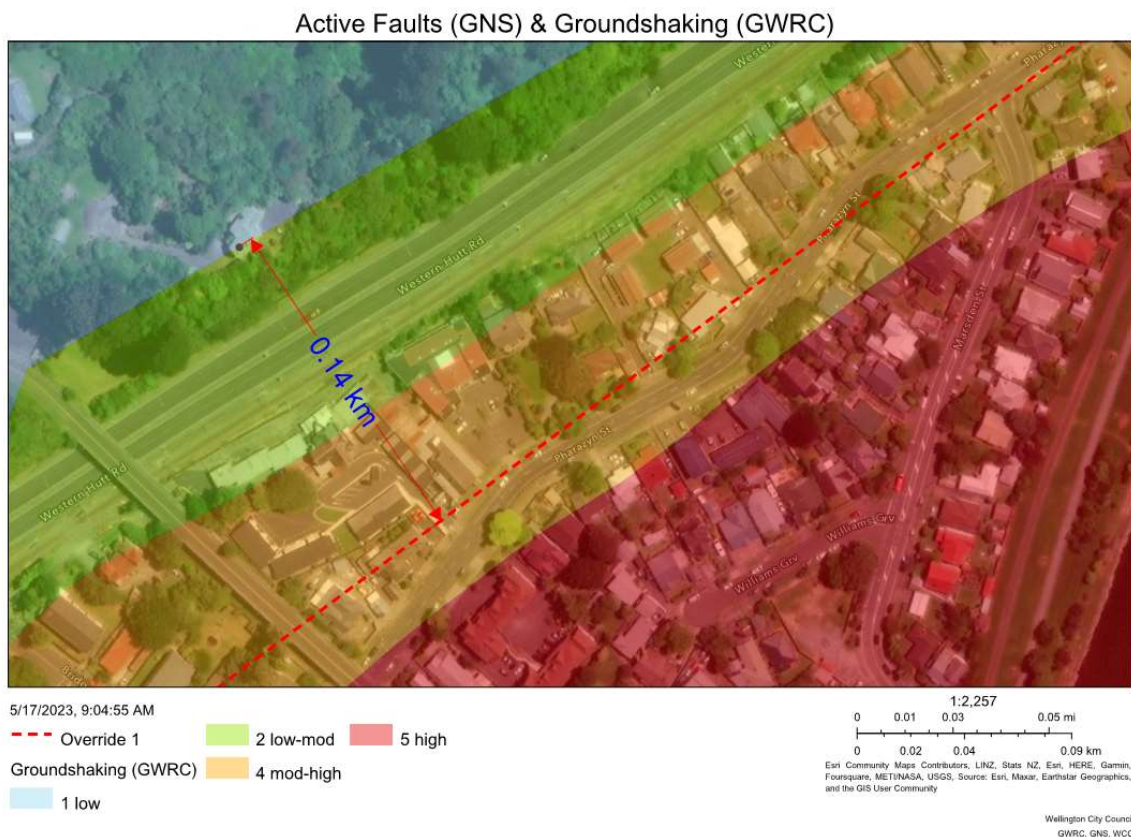 Active Faults (GNS) & Groundshaking (GWRC)
Western
Pharazyn
Western Hutt Rd
Pharazyn St
0.14 km
Marsden St
Pharazyn St
Western Hutt Rd
Williams Grv
Williams Grv
5/17/2023, 9:04:55 AM
Override 1
Groundshaking (GWRC)
1 low
2 low-mod
4 mod-high
5 high
1:2,257
0 0.01 0.03 0.05 mi
0 0.02 0.04 0.09 km
Esri Community Maps Contributors, LINZ, Stats NZ, Esri, HERE, Garmin,
Foursquare, METI/NASA, USGS, Source: Esri, Maxar, Earthstar Geographics,
and the GIS User Community
Wellington City Counci
GWRC, GNS, WCC